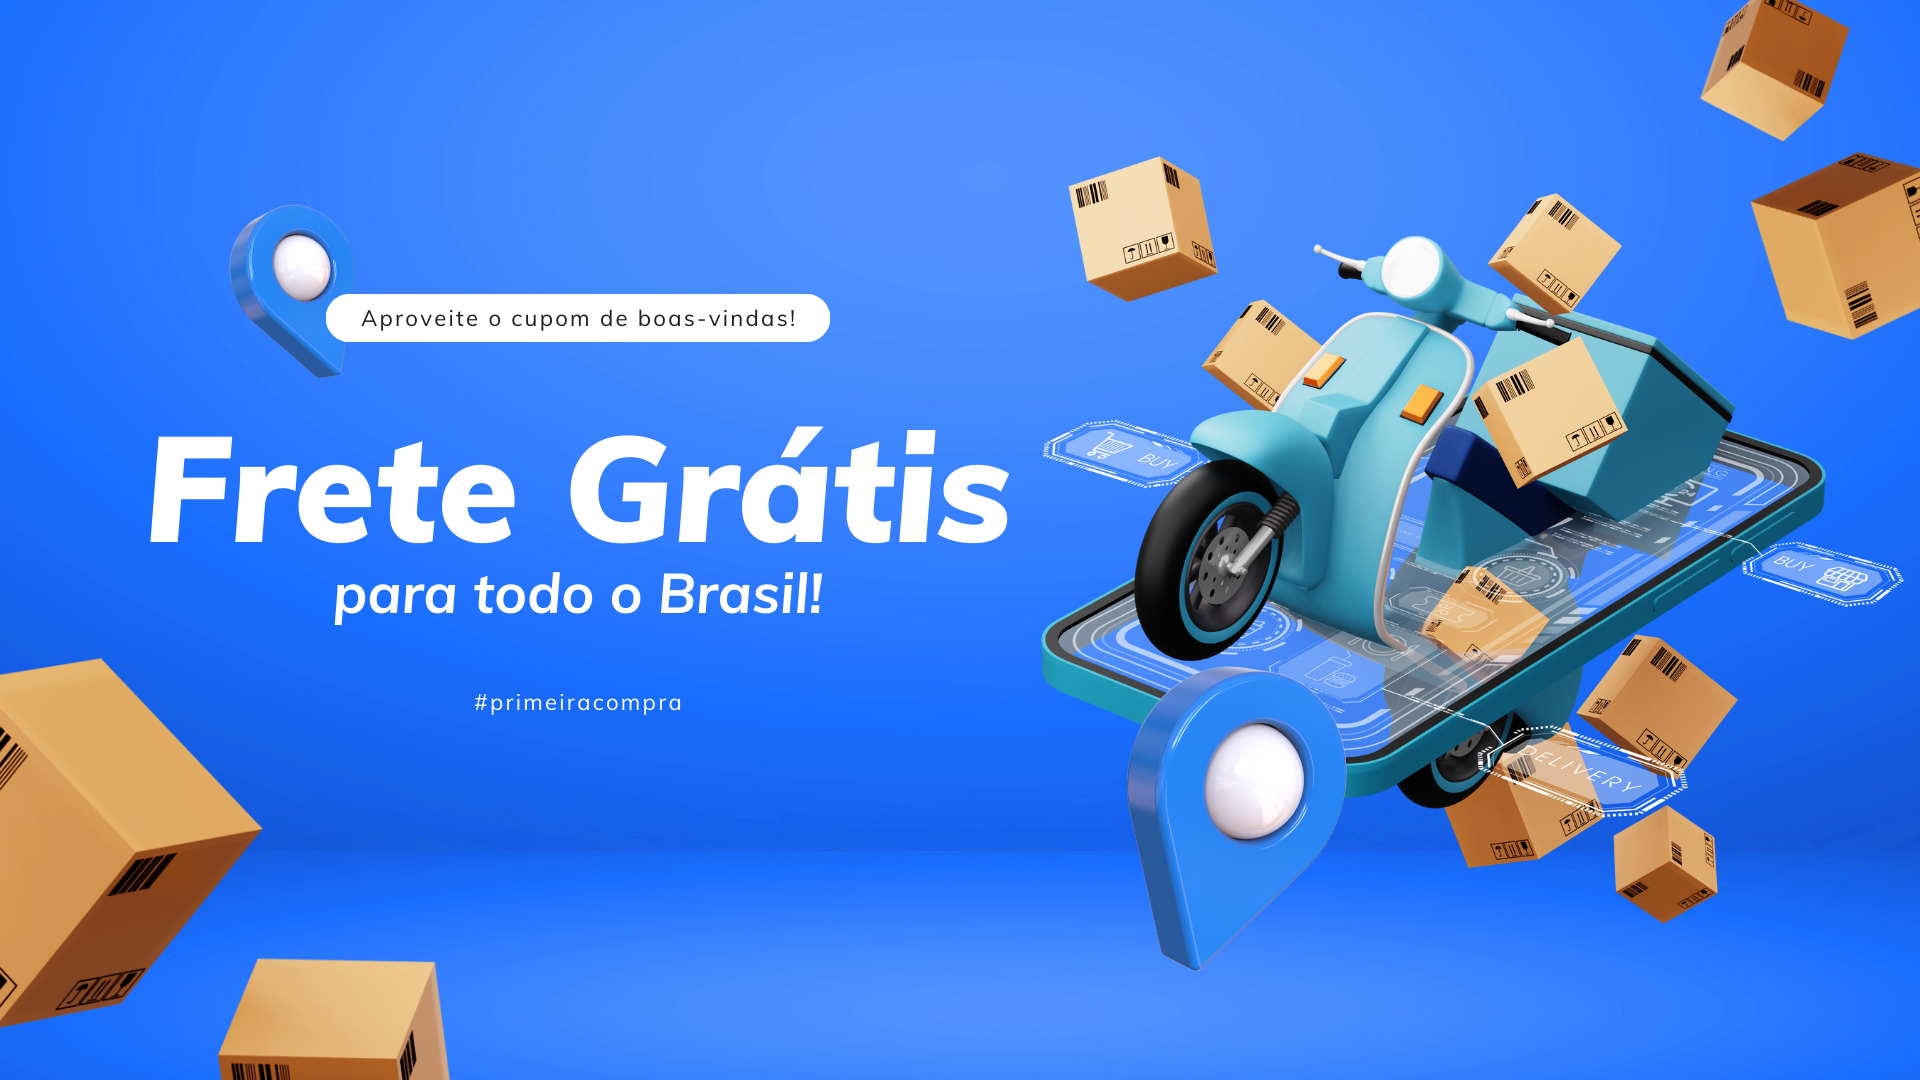 Aproveite o cupom de boas-vindas!
Frete Grátis
para todo o Brasil!
#primeiracompra
BUY
BUY
DELIVERY